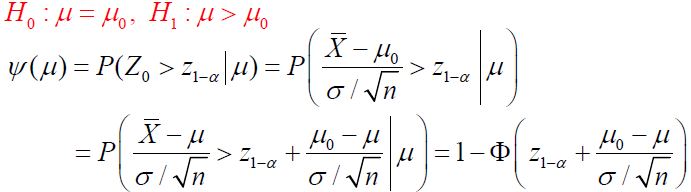 H₀ : μ = μ₀, H₁ : μ > μ₀
ψ(μ) = P(Z₀ > z₁₋α | μ) = P( (X̅ − μ₀) / (σ / √n) > z₁₋α | μ )
= P( (X̅ − μ) / (σ / √n) > z₁₋α + (μ₀ − μ) / (σ / √n) | μ ) = 1 − Φ( z₁₋α + (μ₀ − μ) / (σ / √n) )